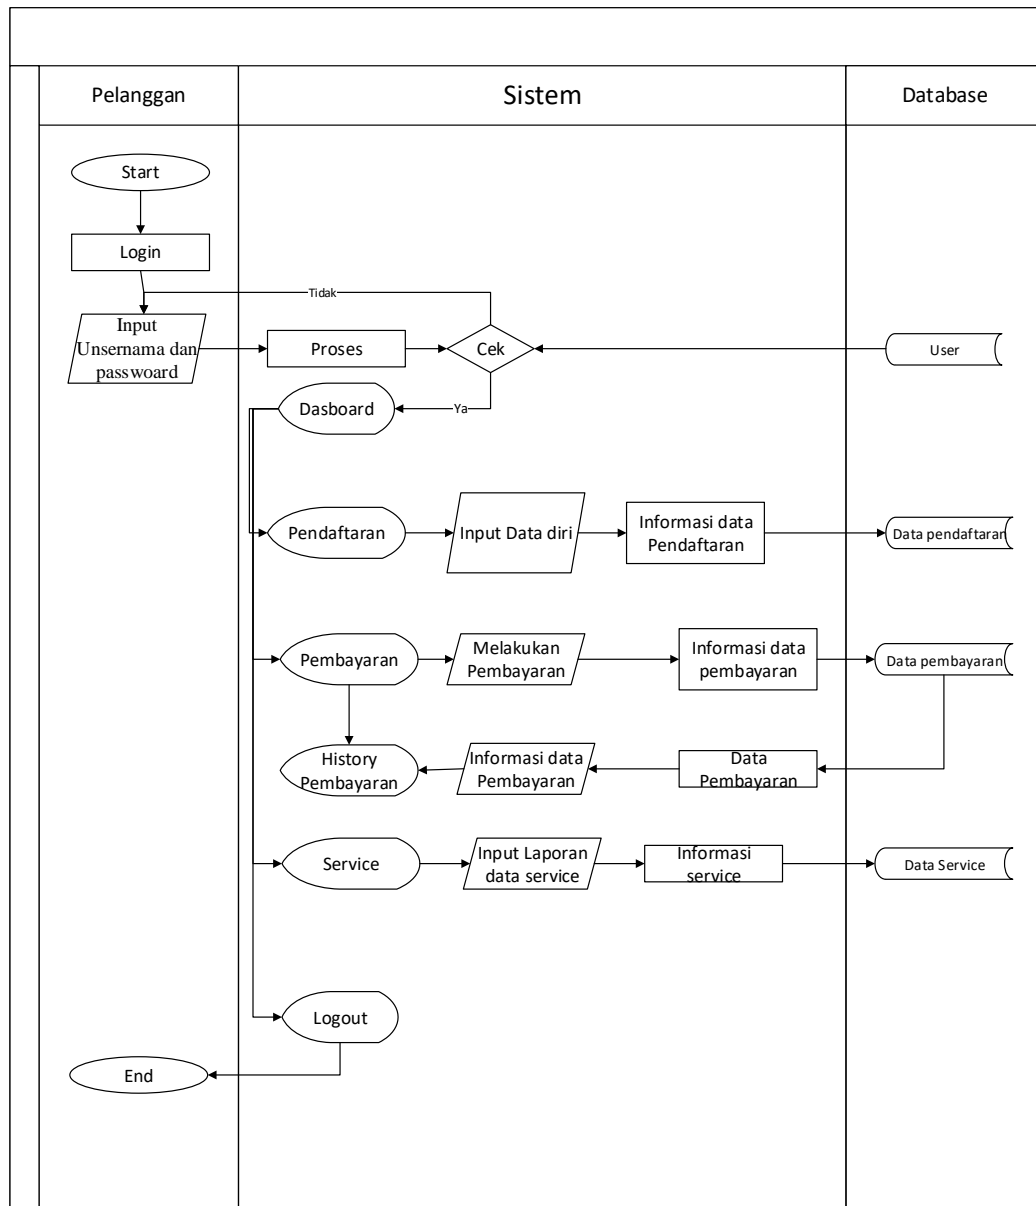 Pelanggan
Sistem
Database
Start
Login
Tidak
Input
Unsernama dan
passwoard
Proses
Cek
User
Dasboard
Ya
Pendaftaran
Input Data diri
Informasi data
Pendaftaran
Data pendaftaran
Pembayaran
Melakukan
Pembayaran
Informasi data
pembayaran
Data pembayaran
History
Pembayaran
Informasi data
Pembayaran
Data
Pembayaran
Service
Input Laporan
data service
Informasi
service
Data Service
Logout
End